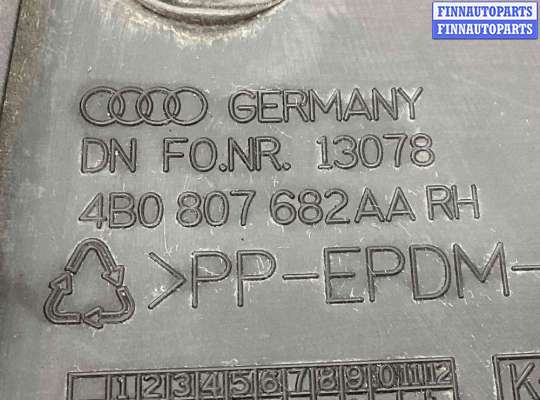 FINNAUTOPARTS
FINNAUTOPARTS
GERMANY
DN FO.NR. 13078
4B0 807 682AA RH
>PP-EPDM-
1 2 3 4 5 6 7 8 9 10 11 12
K